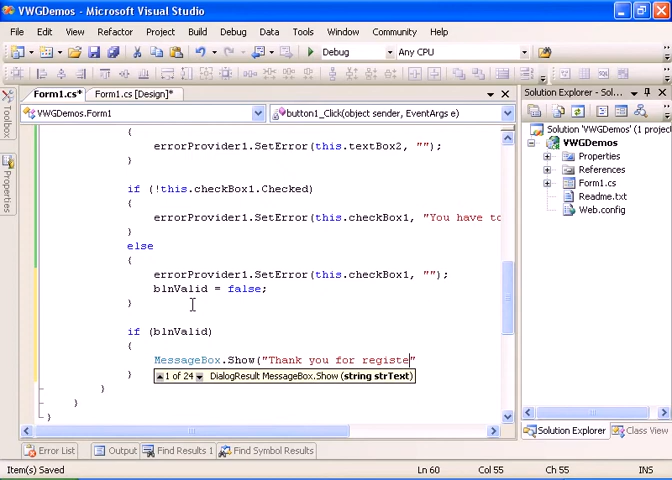 VWGDemos - Microsoft Visual Studio
File Edit View Refactor Project Build Debug Data Tools Window Community Help
Debug Any CPU
Form1.cs* Form1.cs [Design]*
Solution Explorer - Sol...
VWGDemos.Form1 button1_Click(object sender, EventArgs e)
Toolbox
Properties
{
errorProvider1.SetError(this.textBox2, "");
}
if (!this.checkBox1.Checked)
{
errorProvider1.SetError(this.checkBox1, "You have to
}
else
{
errorProvider1.SetError(this.checkBox1, "");
blnValid = false;
}
if (blnValid)
{
MessageBox.Show("Thank you for registe"
} 1 of 24 DialogResult MessageBox.Show (string strText)
}
}
}
Solution 'VWGDemos' (1 project
VWGDemos
Properties
References
Form1.cs
Readme.txt
Web.config
Solution Explorer Class View
Error List Output Find Results 1 Find Symbol Results
Item(s) Saved Ln 60 Col 55 Ch 55 INS